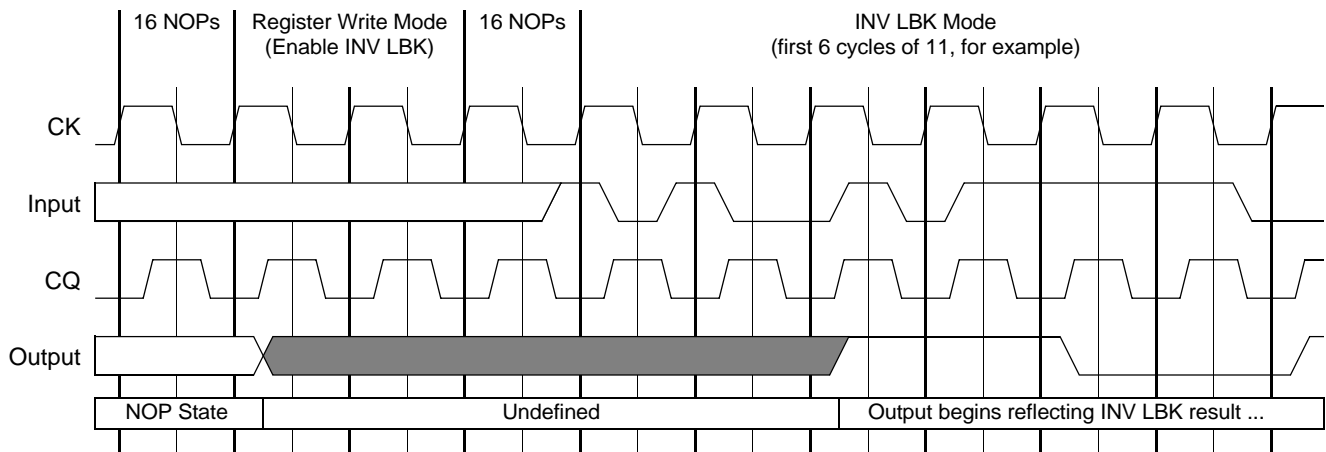 16 NOPs
Register Write Mode
(Enable INV LBK)
16 NOPs
INV LBK Mode
(first 6 cycles of 11, for example)
CK
Input
CQ
Output
NOP State
Undefined
Output begins reflecting INV LBK result ...